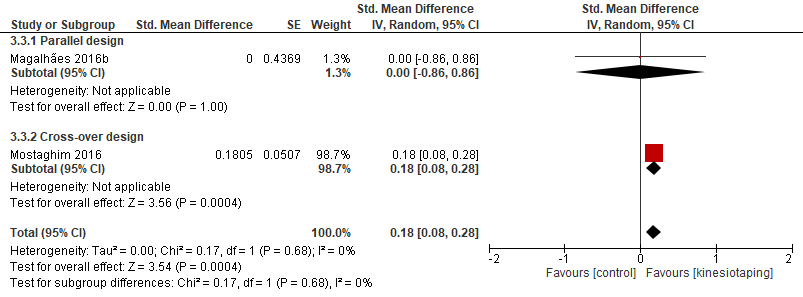 Std. Mean Difference Std. Mean Difference
Study or Subgroup Std. Mean Difference SE Weight IV, Random, 95% CI IV, Random, 95% CI
3.3.1 Parallel design
Magalhães 2016b 0 0.4369 1.3% 0.00 [-0.86, 0.86]
Subtotal (95% CI) 1.3% 0.00 [-0.86, 0.86]
Heterogeneity: Not applicable
Test for overall effect: Z = 0.00 (P = 1.00)
3.3.2 Cross-over design
Mostaghim 2016 0.1805 0.0507 98.7% 0.18 [0.08, 0.28]
Subtotal (95% CI) 98.7% 0.18 [0.08, 0.28]
Heterogeneity: Not applicable
Test for overall effect: Z = 3.56 (P = 0.0004)
Total (95% CI) 100.0% 0.18 [0.08, 0.28]
Heterogeneity: Tau² = 0.00; Chi² = 0.17, df = 1 (P = 0.68); I² = 0%
Test for overall effect: Z = 3.54 (P = 0.0004)
Test for subgroup differences: Chi² = 0.17, df = 1 (P = 0.68), I² = 0%
-2 -1 0 1 2
Favours [control] Favours [kinesiotaping]